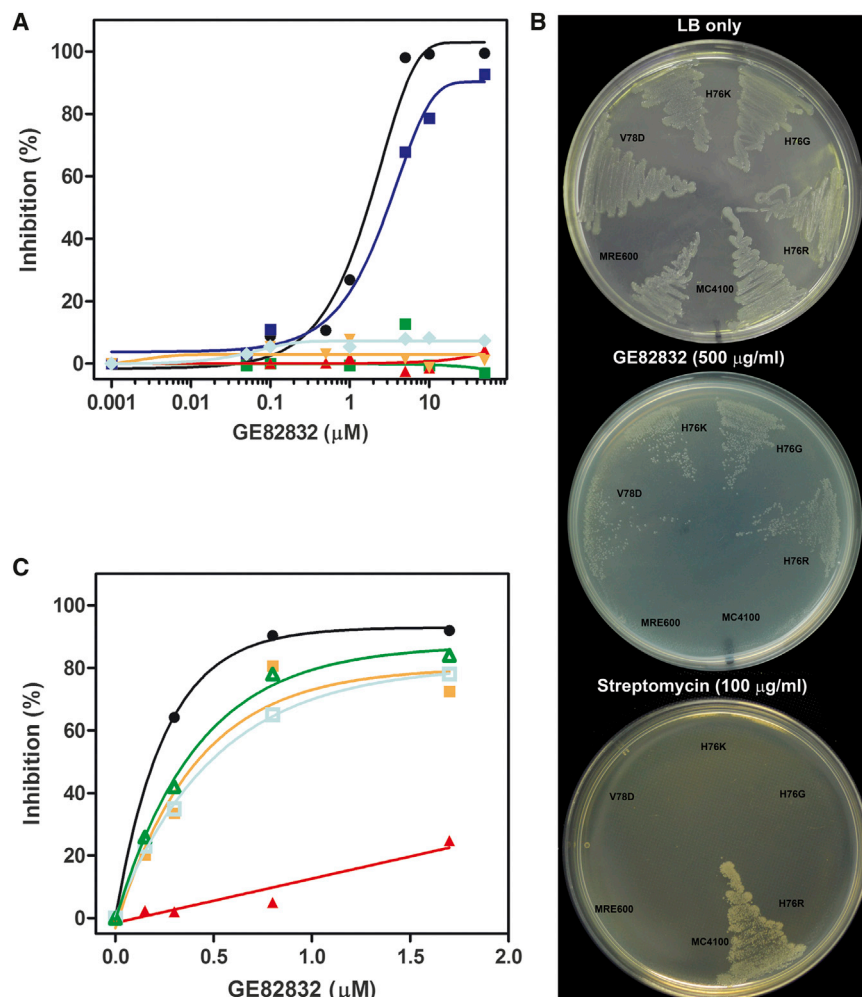 A
Inhibition (%)
100
80
60
40
20
0
0.001
0.01
0.1
1
10
GE82832 (µM)
B
LB only
H76K
V78D
H76G
MRE600
H76R
MC4100
GE82832 (500 µg/ml)
H76K
H76G
V78D
H76R
MRE600
MC4100
Streptomycin (100 µg/ml)
H76K
V78D
H76G
MRE600
H76R
MC4100
C
Inhibition (%)
100
80
60
40
20
0
0.0
0.5
1.0
1.5
2.0
GE82832 (µM)